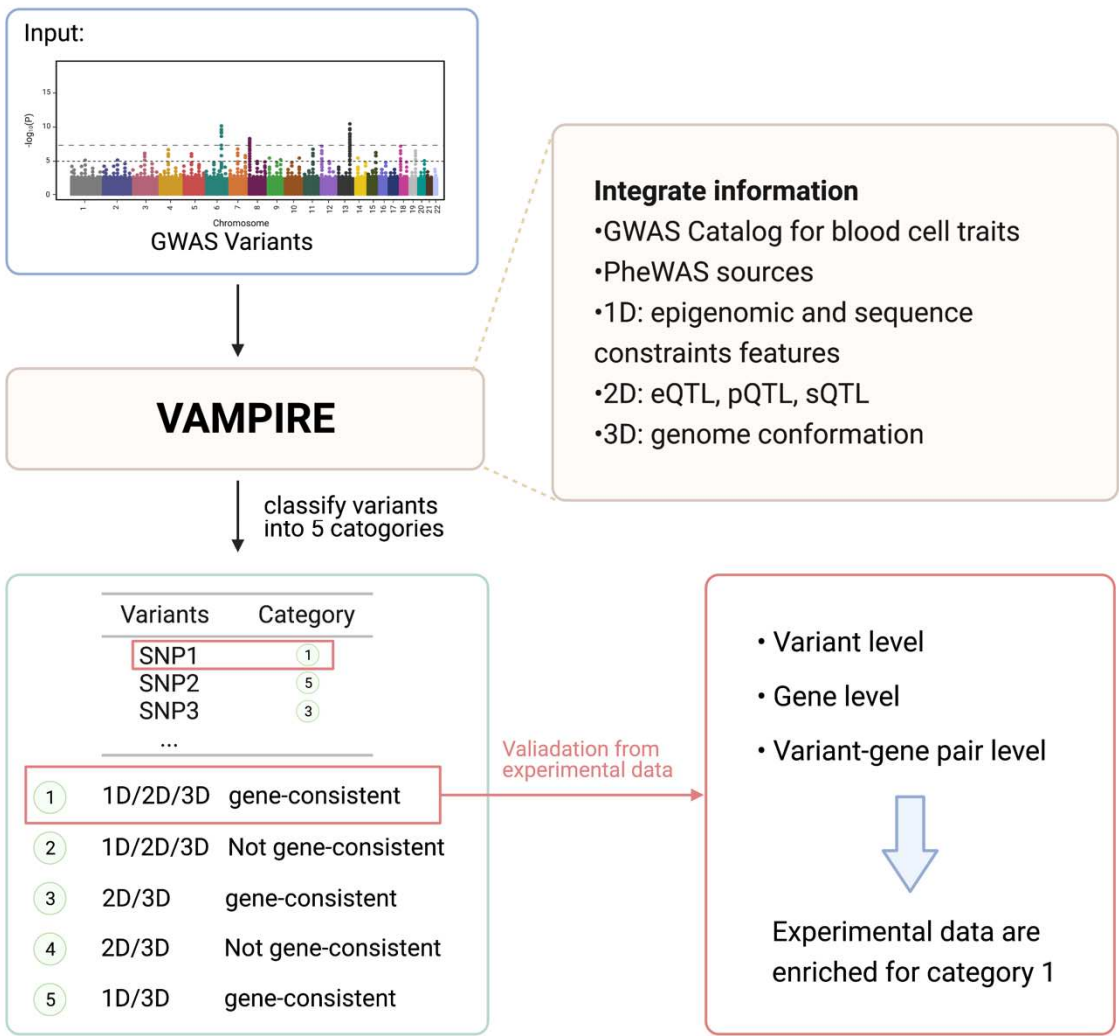 Input:
15
10
5
0
-log₁₀(P)
1 2 3 4 5 6 7 8 9 10 11 12 13 14 15 16 17 18 19 20 21 22
Chromosome
GWAS Variants
VAMPIRE
Integrate information
•GWAS Catalog for blood cell traits
•PheWAS sources
•1D: epigenomic and sequence
constraints features
•2D: eQTL, pQTL, sQTL
•3D: genome conformation
classify variants
into 5 catogories
Variants Category
SNP1 1
SNP2 5
SNP3 3
...
1 1D/2D/3D gene-consistent
2 1D/2D/3D Not gene-consistent
3 2D/3D gene-consistent
4 2D/3D Not gene-consistent
5 1D/3D gene-consistent
Valiadation from
experimental data
• Variant level
• Gene level
• Variant-gene pair level
Experimental data are
enriched for category 1